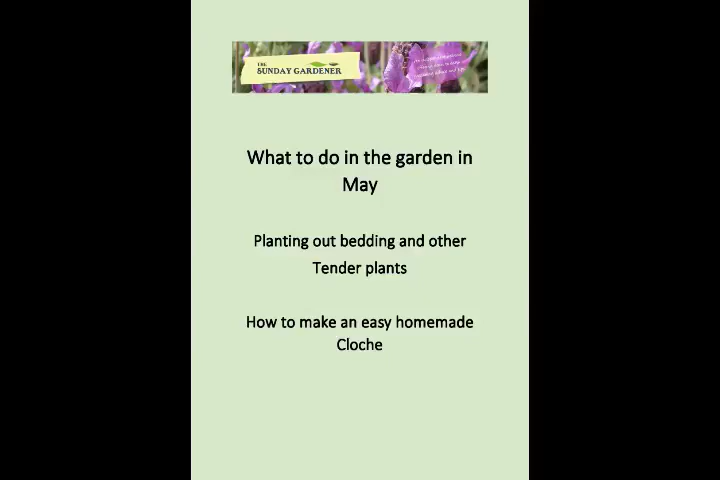 THE
SUNDAY GARDENER
What to do in the garden in
May
Planting out bedding and other
Tender plants
How to make an easy homemade
Cloche